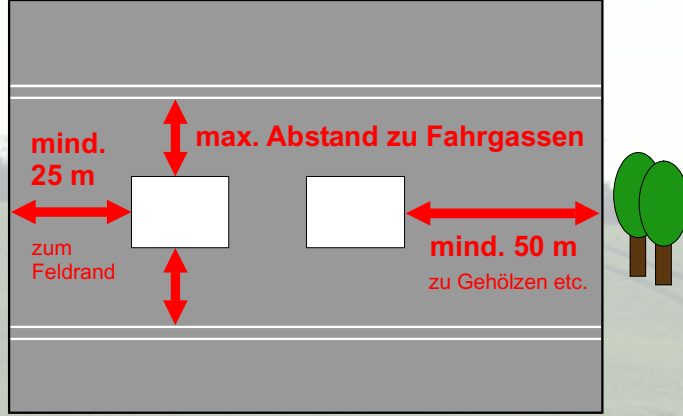 mind.
25 m
max. Abstand zu Fahrgassen
zum
Feldrand
mind. 50 m
zu Gehölzen etc.